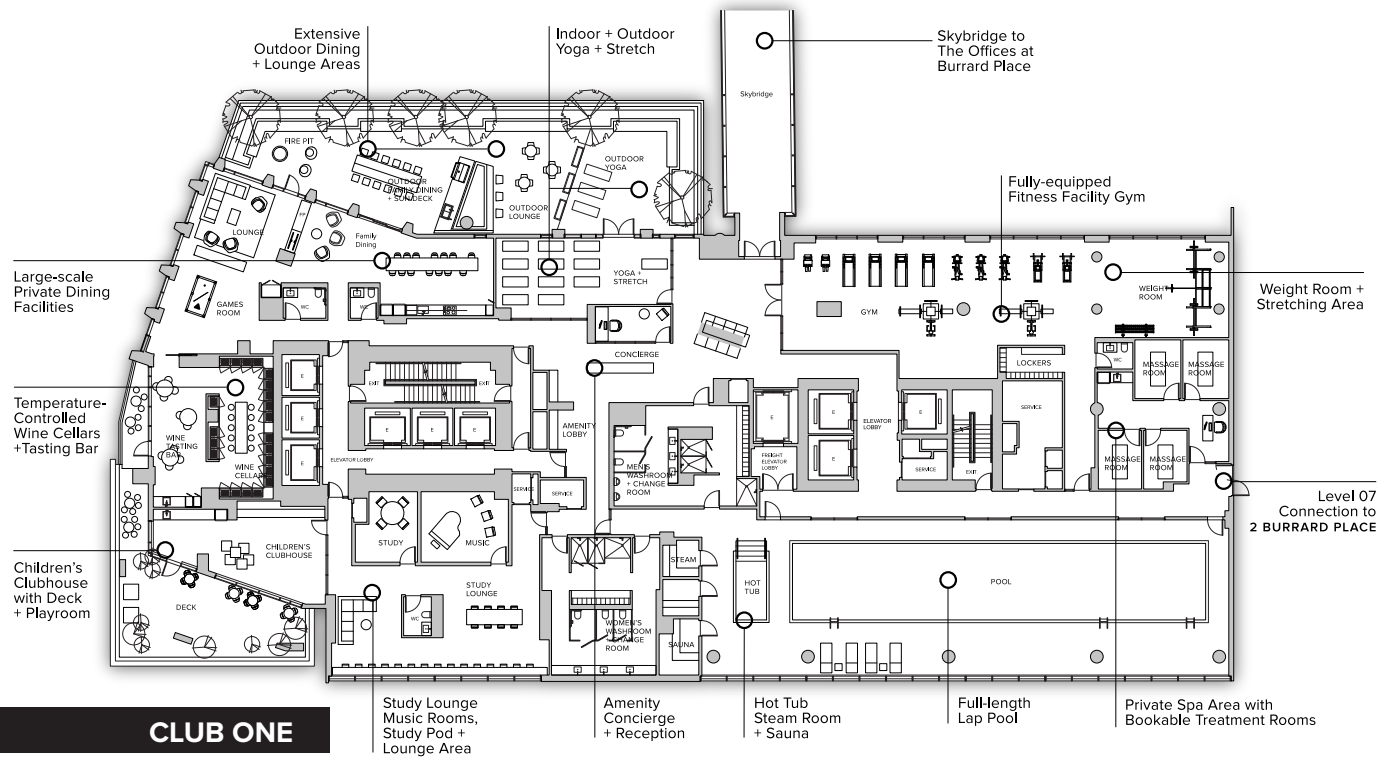 Extensive
Outdoor Dining
+ Lounge Areas
Indoor + Outdoor
Yoga + Stretch
Skybridge to
The Offices at
Burrard Place
Skybridge
FIRE PIT
OUTDOOR
FAMILY DINING
+ SUN DECK
OUTDOOR
LOUNGE
OUTDOOR
YOGA
Fully-equipped
Fitness Facility Gym
Large-scale
Private Dining
Facilities
LOUNGE
F/P
Family
Dining
GAMES
ROOM
WC
WC
YOGA +
STRETCH
CONCIERGE
GYM
WEIGHT
ROOM
Weight Room +
Stretching Area
LOCKERS
WC
MASSAGE
ROOM
MASSAGE
ROOM
Temperature-
Controlled
Wine Cellars
+Tasting Bar
WINE
TASTING
BAR
WINE
CELLAR
E
E
E
EXIT
EXIT
E
E
E
ELEVATOR LOBBY
AMENITY
LOBBY
MEN'S
WASHROOM
+ CHANGE
ROOM
E
FREIGHT
ELEVATOR
LOBBY
E
E
ELEVATOR
LOBBY
E
SERVICE
EXIT
SERVICE
MASSAGE
ROOM
MASSAGE
ROOM
Level 07
Connection to
2 BURRARD PLACE
SERVICE
SERVICE
STUDY
MUSIC
CHILDREN'S
CLUBHOUSE
Children's
Clubhouse
with Deck
+ Playroom
DECK
STUDY
LOUNGE
WC
WOMEN'S
WASHROOM
+ CHANGE
ROOM
STEAM
SAUNA
HOT
TUB
POOL
Study Lounge
Music Rooms,
Study Pod +
Lounge Area
Amenity
Concierge
+ Reception
Hot Tub
Steam Room
+ Sauna
Full-length
Lap Pool
Private Spa Area with
Bookable Treatment Rooms
CLUB ONE